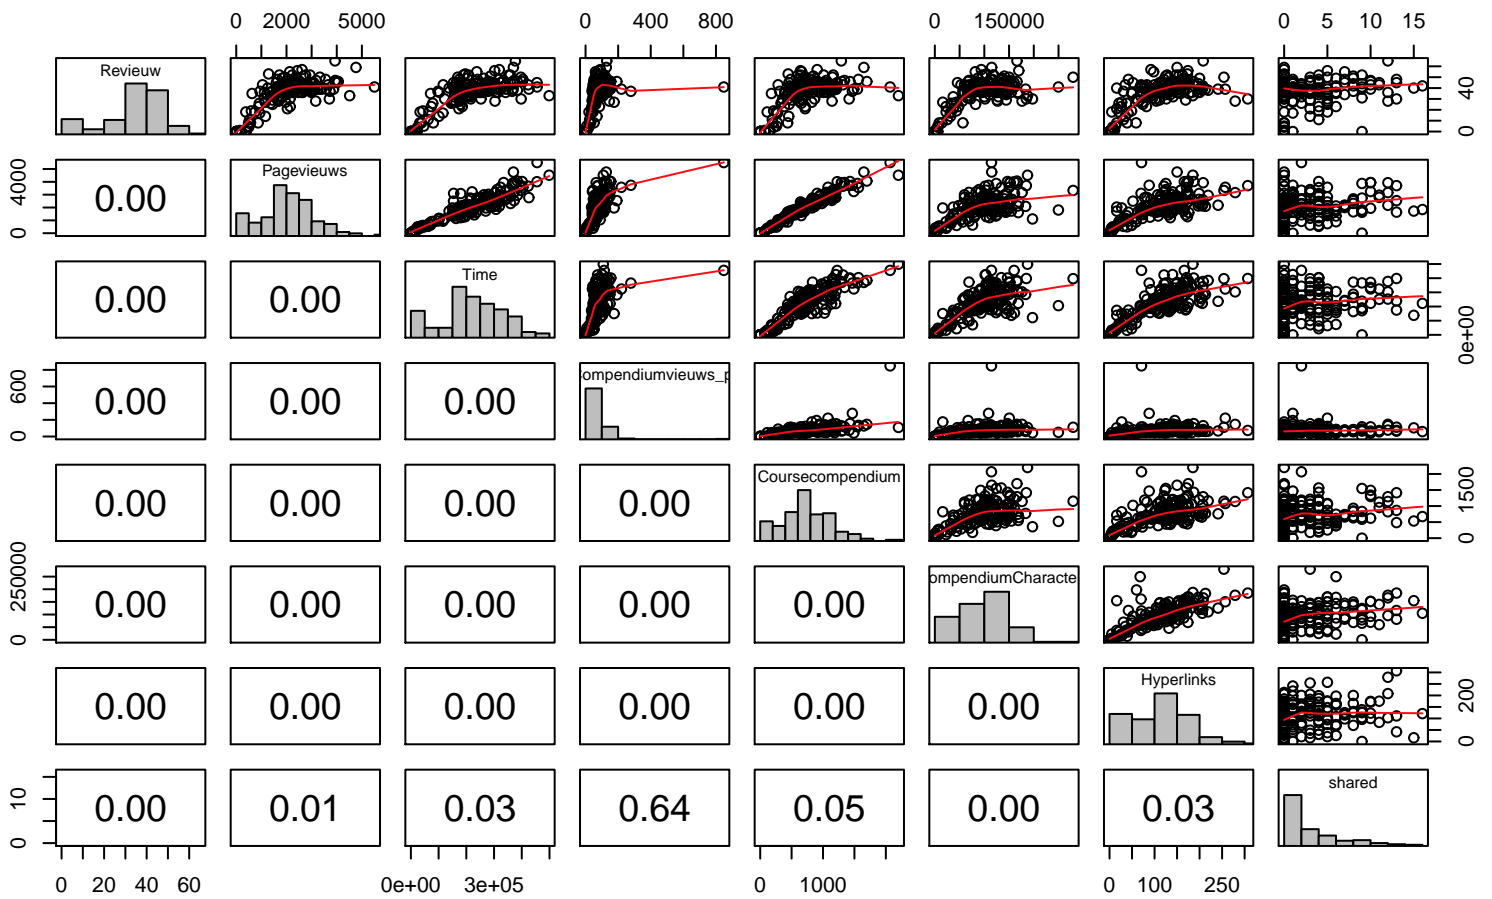 0 2000 5000 0 400 800 0 150000 0 5 10 15
Revieuw
0 40
Pagevieuws
0 4000
0.00
Time
0.00 0.00
0e+00
ompendiumvieuws_p
0 600
0.00 0.00 0.00
Coursecompendium
0.00 0.00 0.00 0.00
0 1500
ompendiumCharacte
0 250000
0.00 0.00 0.00 0.00 0.00
Hyperlinks
0.00 0.00 0.00 0.00 0.00 0.00
0 200
shared
0 10
0.00 0.01 0.03 0.64 0.05 0.00 0.03
0 20 40 60 0e+00 3e+05 0 1000 0 100 250